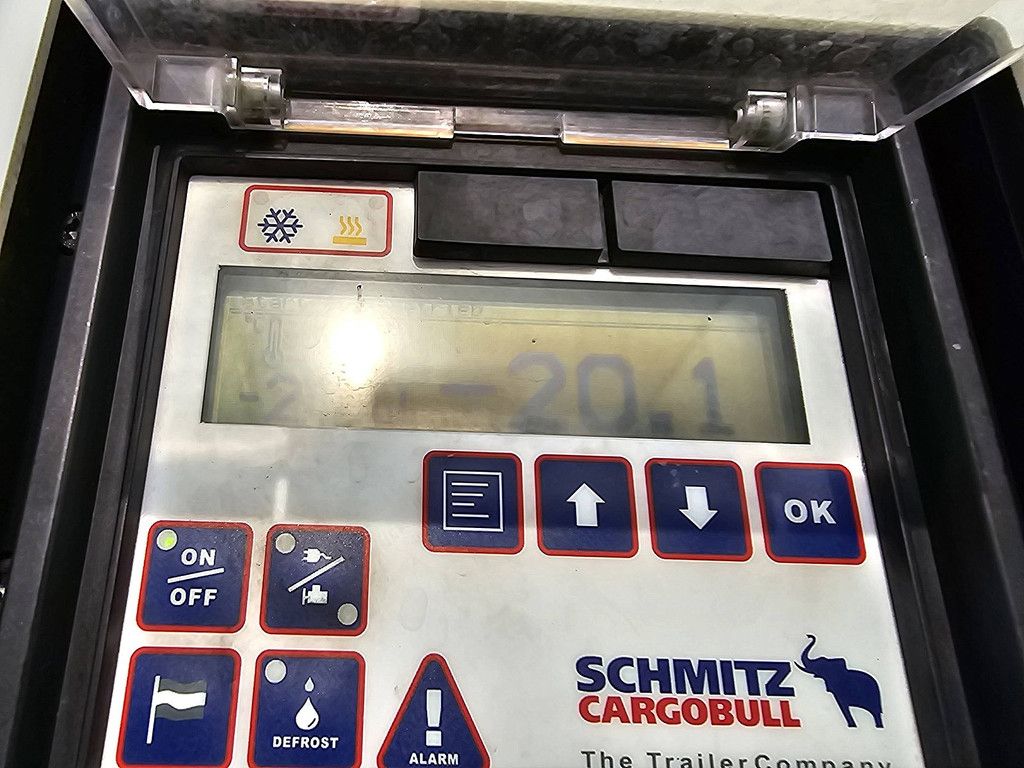 -20.1
OK
ON
OFF
DEFROST
ALARM
SCHMITZ
CARGOBULL
The TrailerCompany